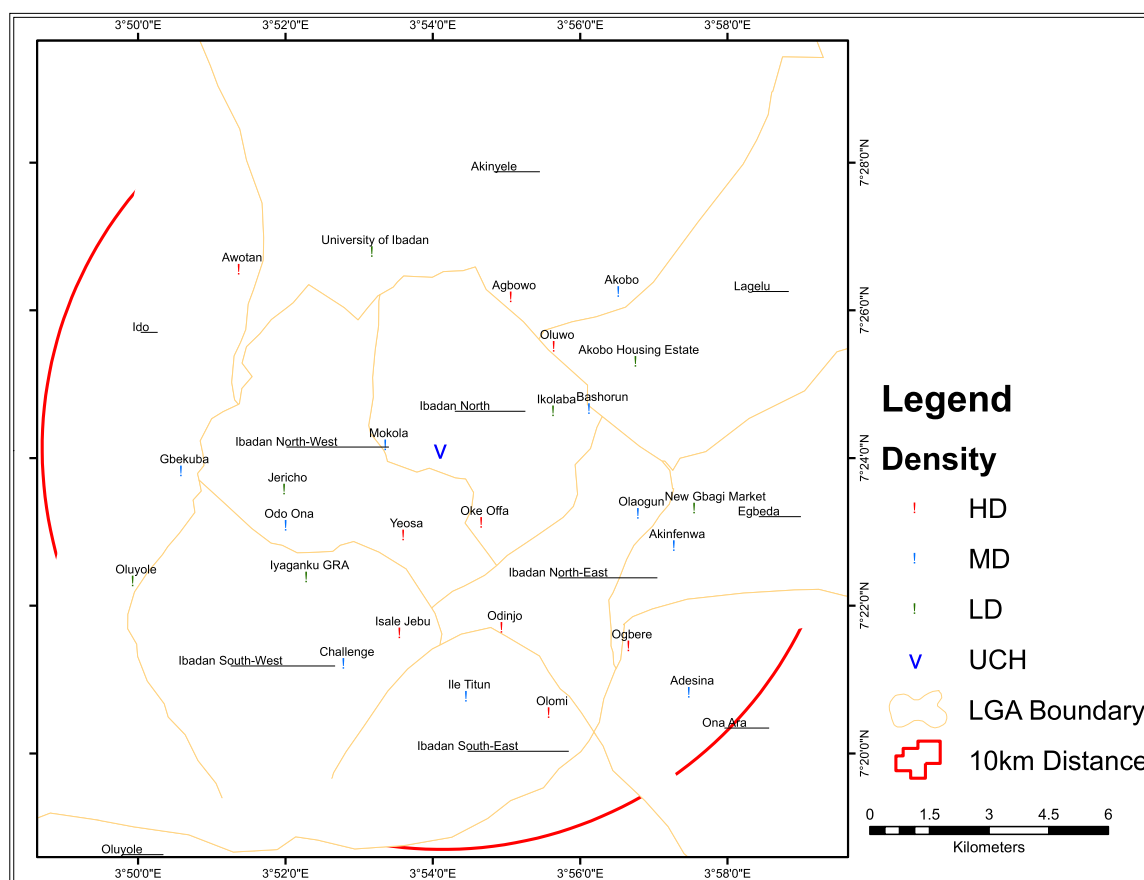 3°50'0"E 3°52'0"E 3°54'0"E 3°56'0"E 3°58'0"E
Akinyele
7°28'0"N
University of Ibadan
Awotan
Agbowo
Akobo
Lagelu
7°26'0"N
Ido
Oluwo
Akobo Housing Estate
Ibadan North
Ikolaba
Bashorun
Mokola
Ibadan North-West
V
7°24'0"N
Gbekuba
Jericho
Olaogun
New Gbagi Market
Egbeda
Odo Ona
Yeosa
Oke Offa
Akinfenwa
Oluyole
Iyaganku GRA
Ibadan North-East
7°22'0"N
Isale Jebu
Odinjo
Ogbere
Ibadan South-West
Challenge
Ile Titun
Adesina
Olomi
Ona Ara
Ibadan South-East
7°20'0"N
Oluyole
3°50'0"E 3°52'0"E 3°54'0"E 3°56'0"E 3°58'0"E
Legend
Density
HD
MD
LD
V UCH
LGA Boundary
10km Distance
0 1.5 3 4.5 6
Kilometers